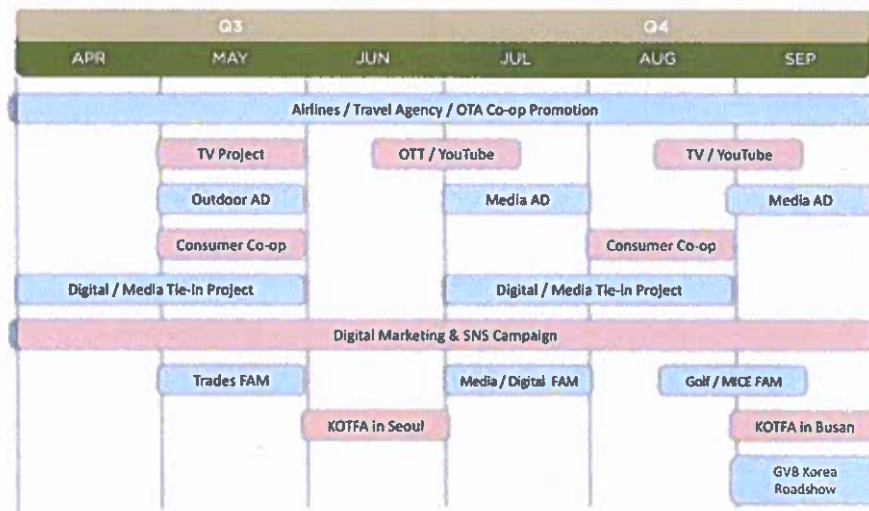 Q3 Q4
APR MAY JUN JUL AUG SEP
Airlines / Travel Agency / OTA Co-op Promotion
TV Project OTT / YouTube TV / YouTube
Outdoor AD Media AD Media AD
Consumer Co-op Consumer Co-op
Digital / Media Tie-in Project Digital / Media Tie-in Project
Digital Marketing & SNS Campaign
Trades FAM Media / Digital FAM Golf / MICE FAM
KOTFA in Seoul KOTFA in Busan
GVB Korea
Roadshow